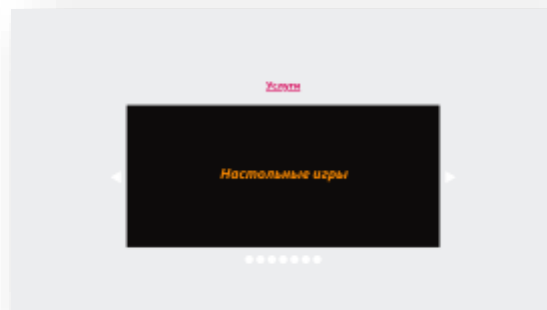 Услуги
Настольные игры